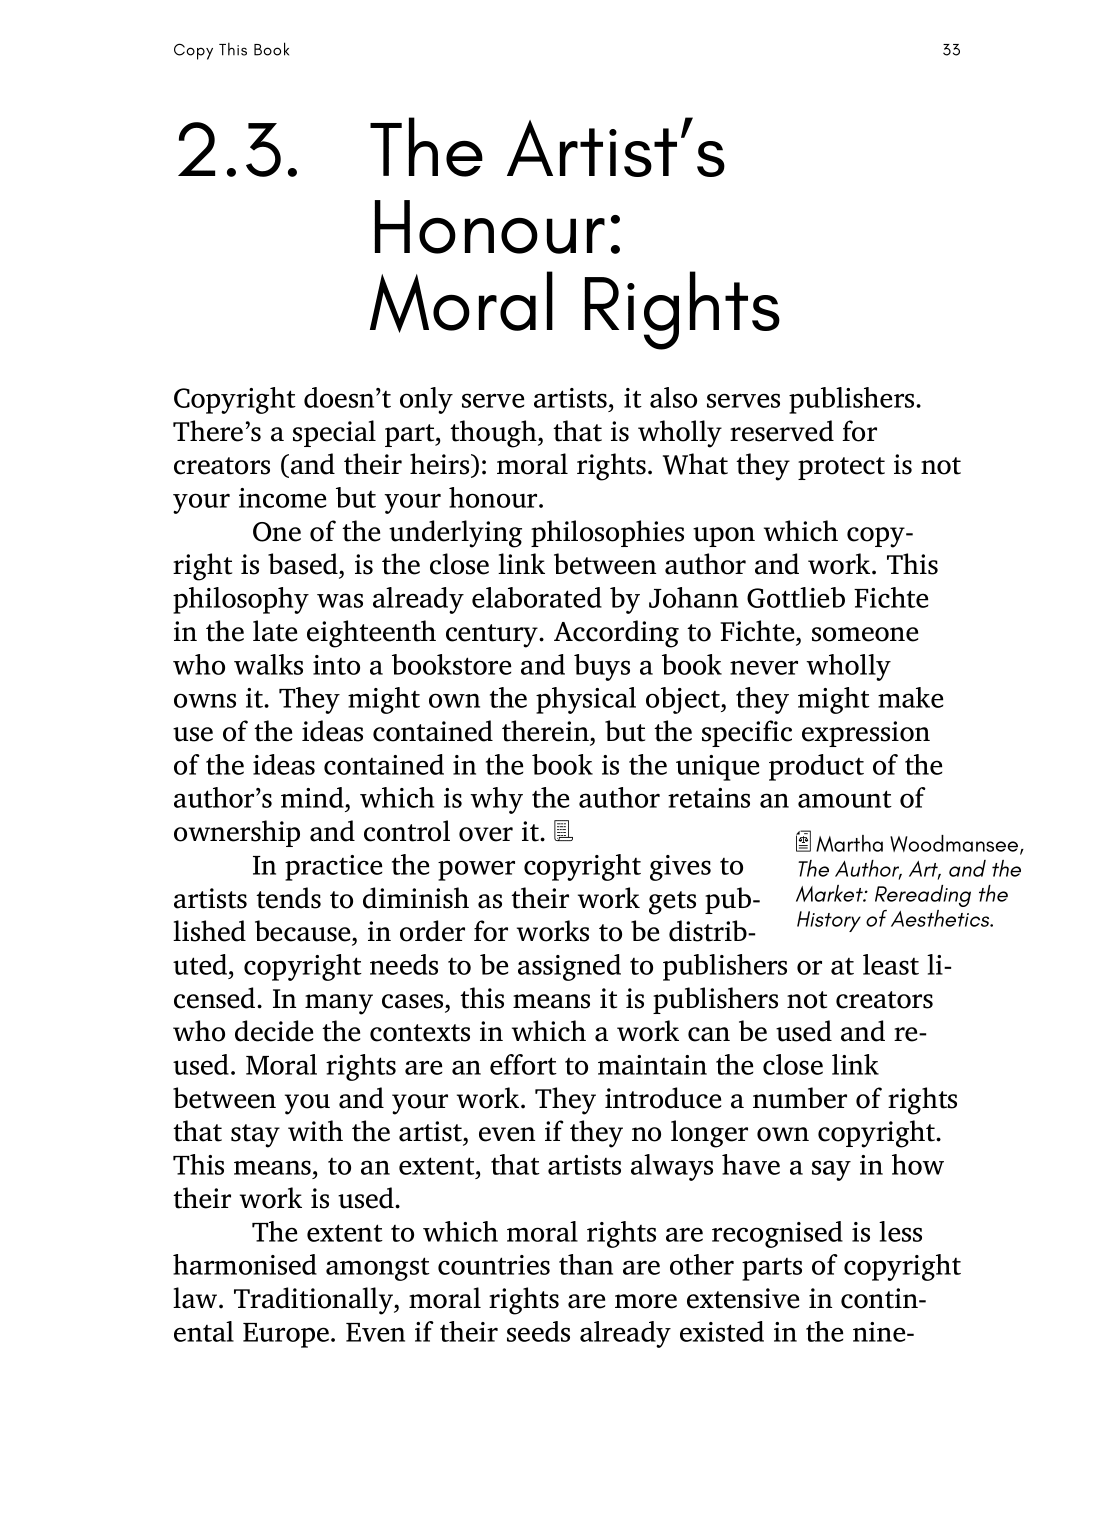 Copy This Book
33
2.3. The Artist’s
Honour:
Moral Rights
Copyright doesn’t only serve artists, it also serves publishers.
There’s a special part, though, that is wholly reserved for
creators (and their heirs): moral rights. What they protect is not
your income but your honour.
One of the underlying philosophies upon which copy-
right is based, is the close link between author and work. This
philosophy was already elaborated by Johann Gottlieb Fichte
in the late eighteenth century. According to Fichte, someone
who walks into a bookstore and buys a book never wholly
owns it. They might own the physical object, they might make
use of the ideas contained therein, but the specific expression
of the ideas contained in the book is the unique product of the
author’s mind, which is why the author retains an amount of
ownership and control over it.
Martha Woodmansee,
The Author, Art, and the
Market: Rereading the
History of Aesthetics.
In practice the power copyright gives to
artists tends to diminish as their work gets pub-
lished because, in order for works to be distrib-
uted, copyright needs to be assigned to publishers or at least li-
censed. In many cases, this means it is publishers not creators
who decide the contexts in which a work can be used and re-
used. Moral rights are an effort to maintain the close link
between you and your work. They introduce a number of rights
that stay with the artist, even if they no longer own copyright.
This means, to an extent, that artists always have a say in how
their work is used.
The extent to which moral rights are recognised is less
harmonised amongst countries than are other parts of copyright
law. Traditionally, moral rights are more extensive in contin-
ental Europe. Even if their seeds already existed in the nine-